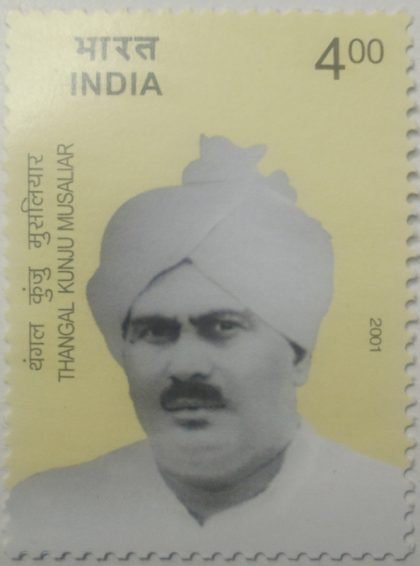 भारत
INDIA
4.00
थंगल कुंजु मुसलियार
THANGAL KUNJU MUSALIAR
2001